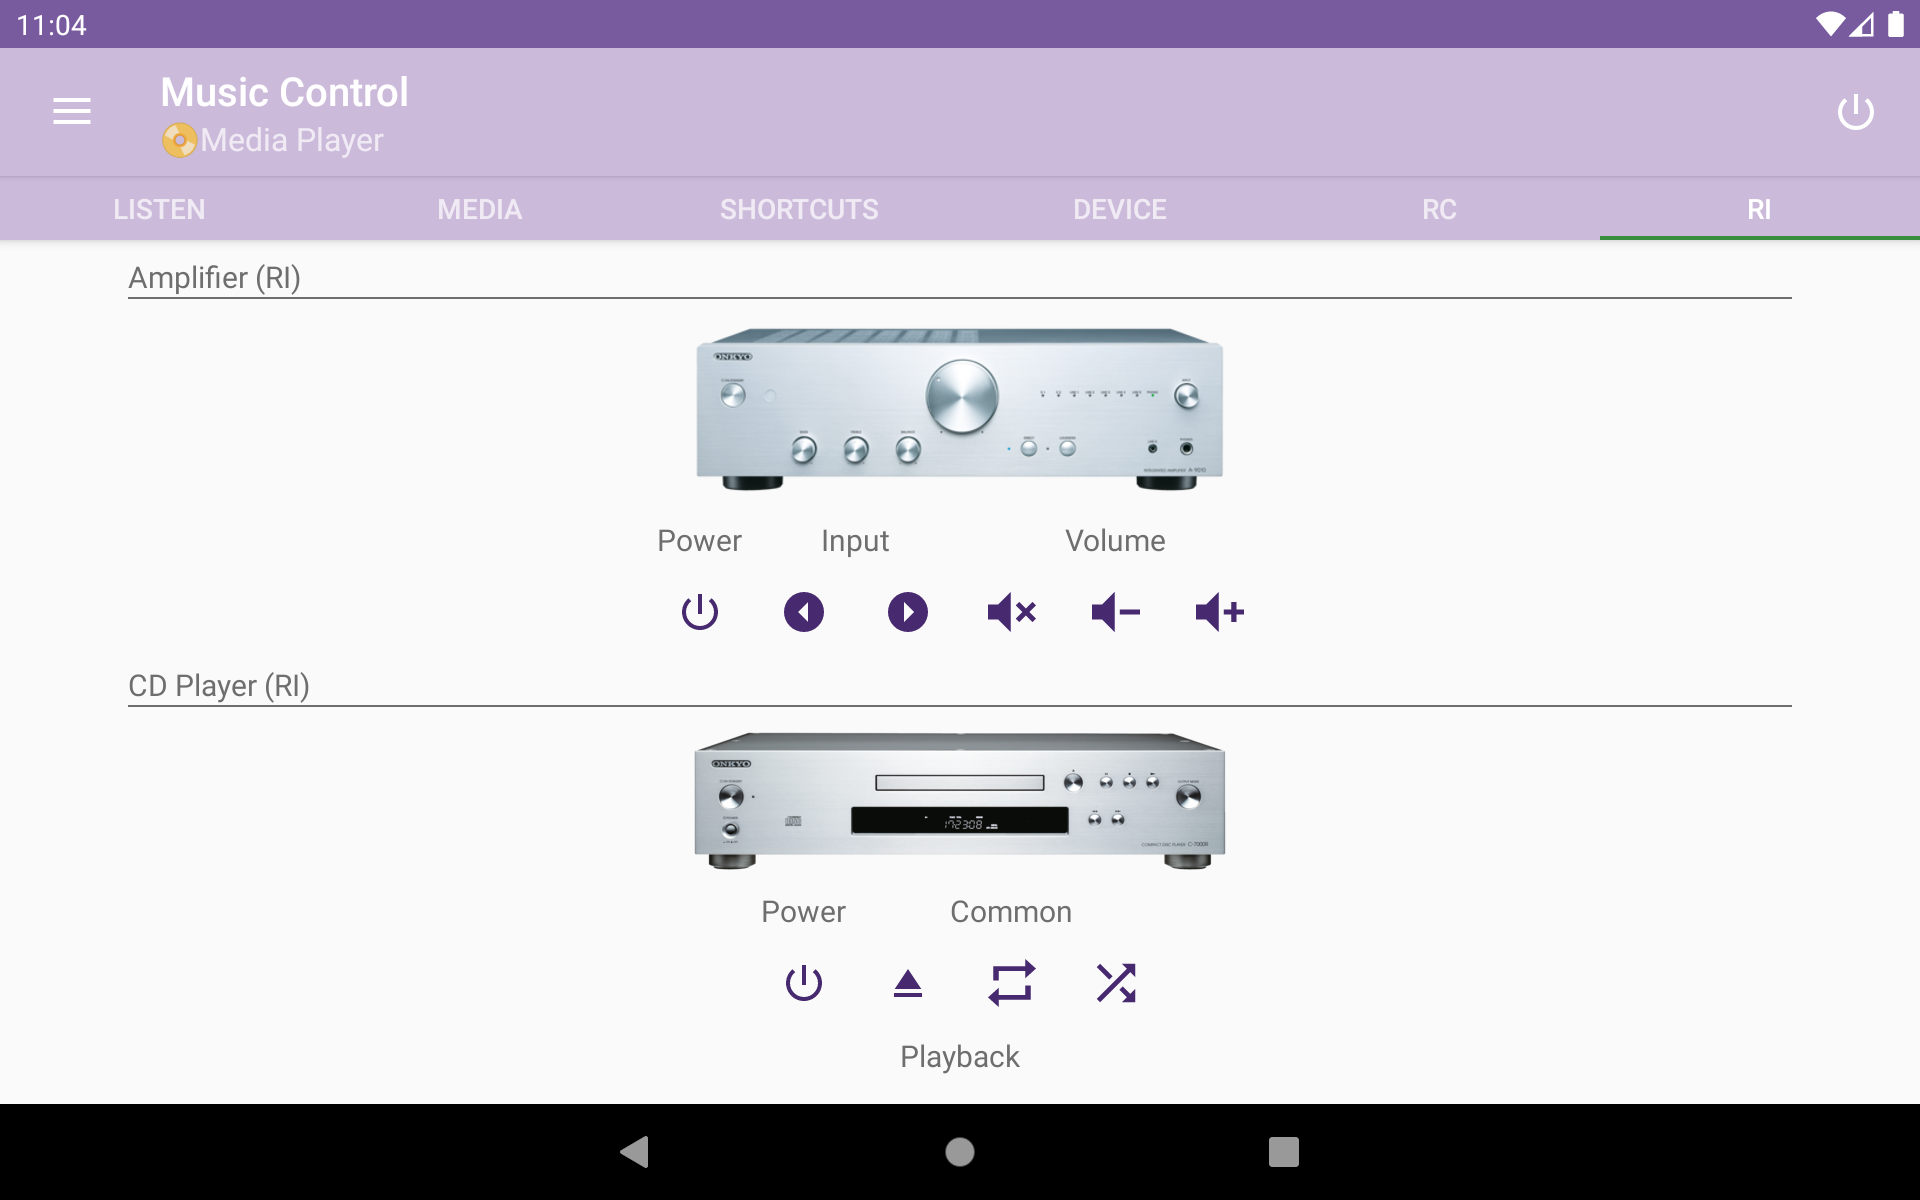 11:04
Music Control
Media Player
LISTEN
MEDIA
SHORTCUTS
DEVICE
RC
RI
Amplifier (RI)
ONKYO
Power
Input
Volume
CD Player (RI)
ONKYO
Power
Common
Playback